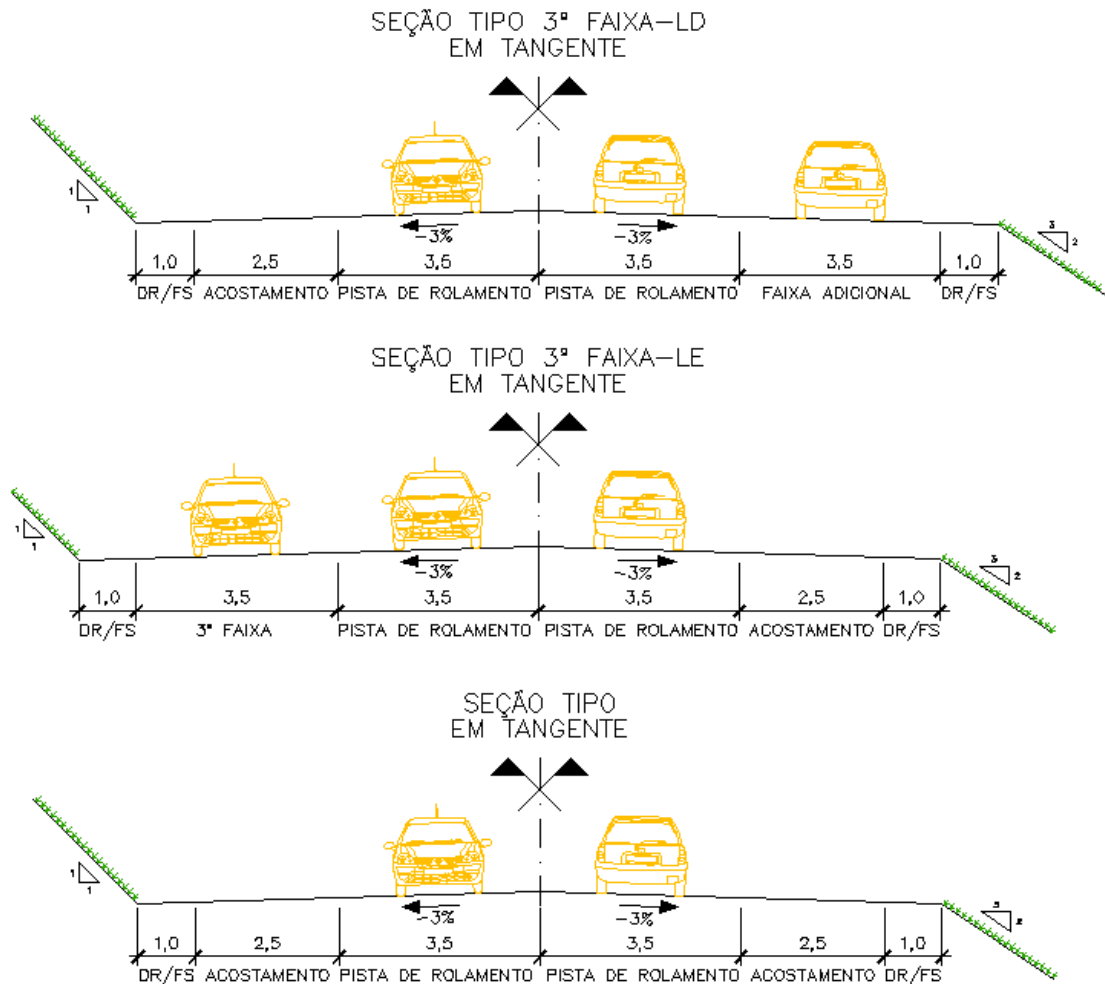 SEÇÃO TIPO 3ª FAIXA-LD
EM TANGENTE
1
1
3
2
-3% -3%
1,0 2,5 3,5 3,5 3,5 1,0
DR/FS ACOSTAMENTO PISTA DE ROLAMENTO PISTA DE ROLAMENTO FAIXA ADICIONAL DR/FS
SEÇÃO TIPO 3ª FAIXA-LE
EM TANGENTE
1
1
3
2
-3% -3%
1,0 3,5 3,5 3,5 2,5 1,0
DR/FS 3ª FAIXA PISTA DE ROLAMENTO PISTA DE ROLAMENTO ACOSTAMENTO DR/FS
SEÇÃO TIPO
EM TANGENTE
1
1
3
2
-3% -3%
1,0 2,5 3,5 3,5 2,5 1,0
DR/FS ACOSTAMENTO PISTA DE ROLAMENTO PISTA DE ROLAMENTO ACOSTAMENTO DR/FS